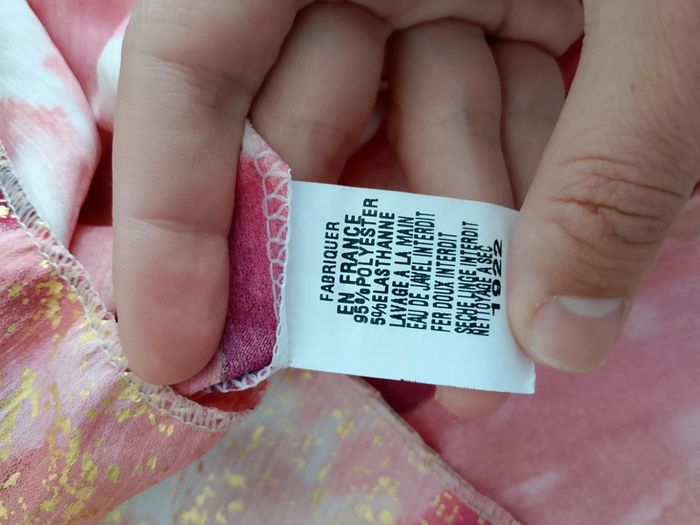 FABRIQUER
EN FRANCE
95%POLYESTER
5%ELASTHANNE
LAVAGE A LA MAIN
EAU DE JAVEL INTERDIT
FER DOUX INTERDIT
SECHE LINGE INTERDIT
NETTOYAGE A SEC
1922